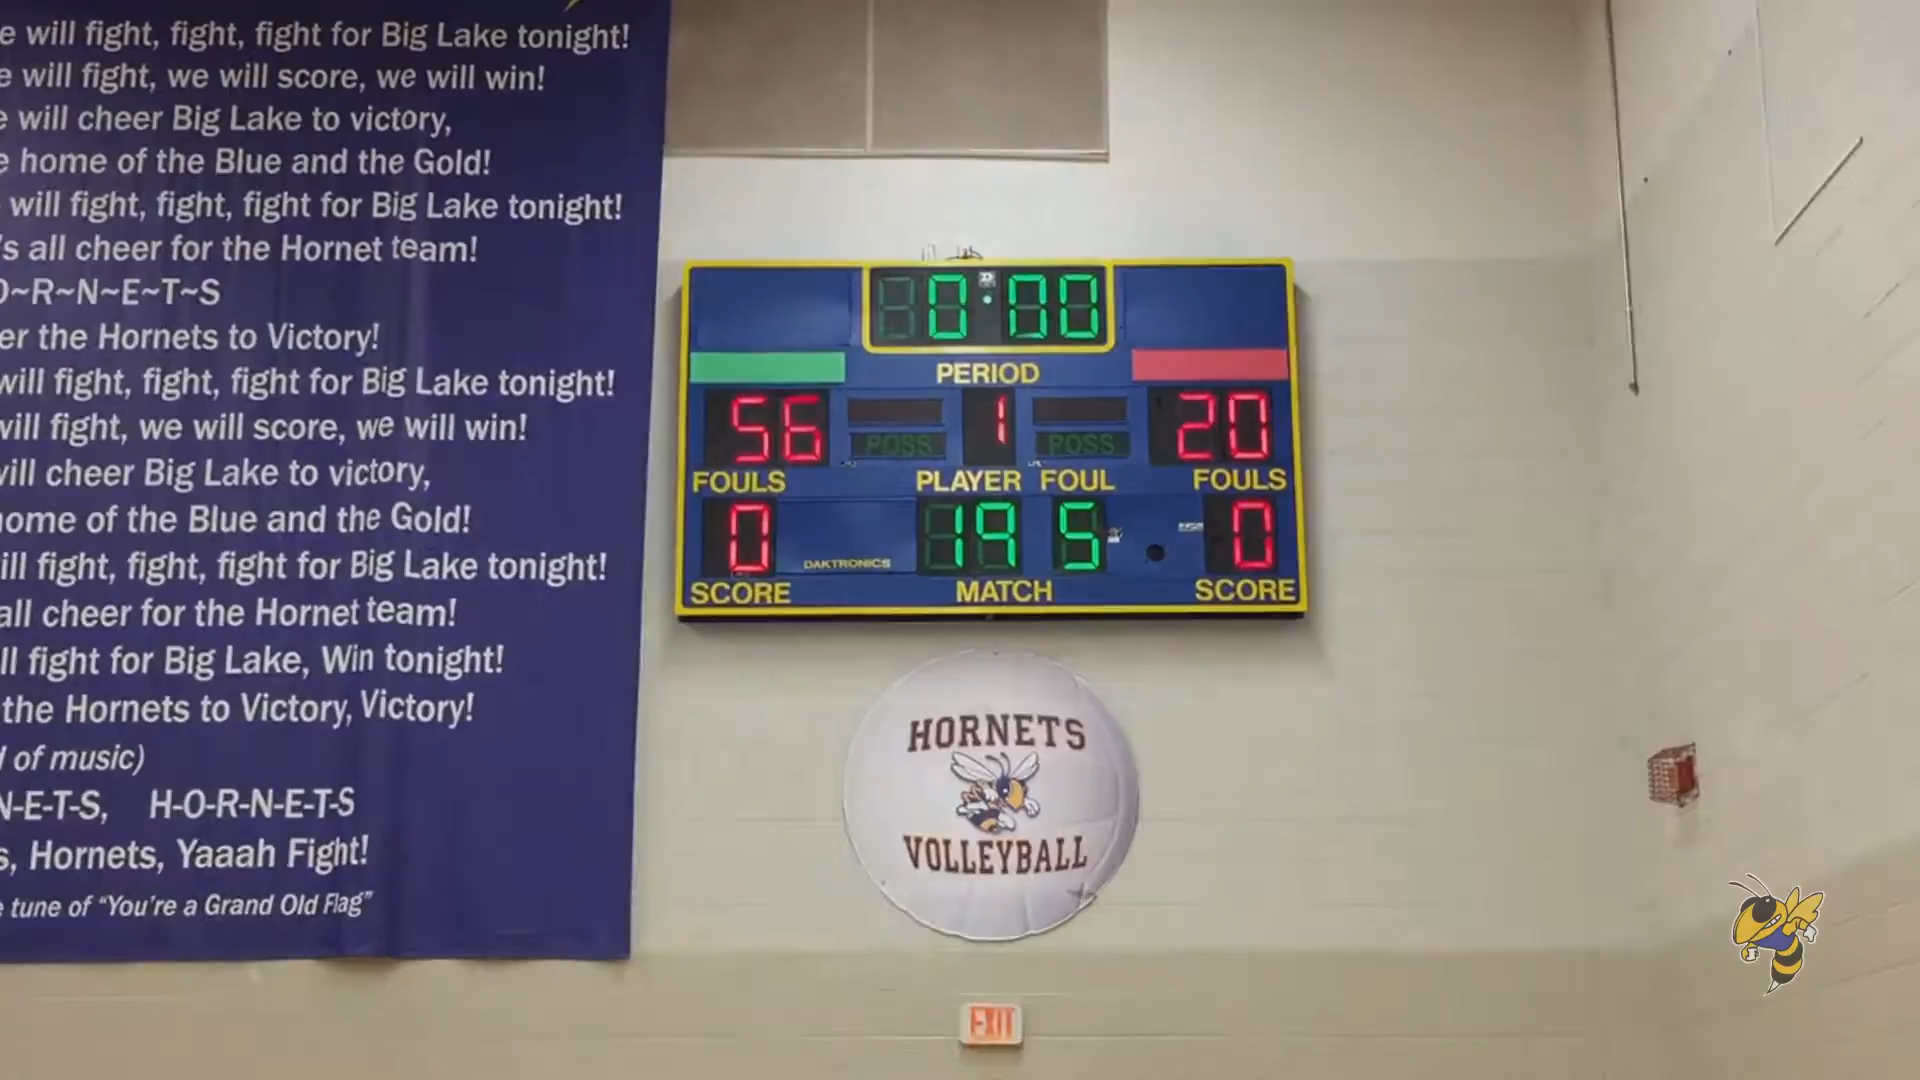 e will fight, fight, fight for Big Lake tonight!
e will fight, we will score, we will win!
e will cheer Big Lake to victory,
e home of the Blue and the Gold!
will fight, fight, fight for Big Lake tonight!
's all cheer for the Hornet team!
O~R~N~E~T~S
er the Hornets to Victory!
will fight, fight, fight for Big Lake tonight!
will fight, we will score, we will win!
will cheer Big Lake to victory,
home of the Blue and the Gold!
ill fight, fight, fight for Big Lake tonight!
all cheer for the Hornet team!
ll fight for Big Lake, Win tonight!
the Hornets to Victory, Victory!
d of music)
N-E-T-S, H-O-R-N-E-T-S
s, Hornets, Yaaah Fight!
e tune of "You're a Grand Old Flag"
0:00
PERIOD
56 1 20
POSS POSS
FOULS PLAYER FOUL FOULS
0 19 5 0
DAKTRONICS
SCORE MATCH SCORE
HORNETS
VOLLEYBALL
EXIT